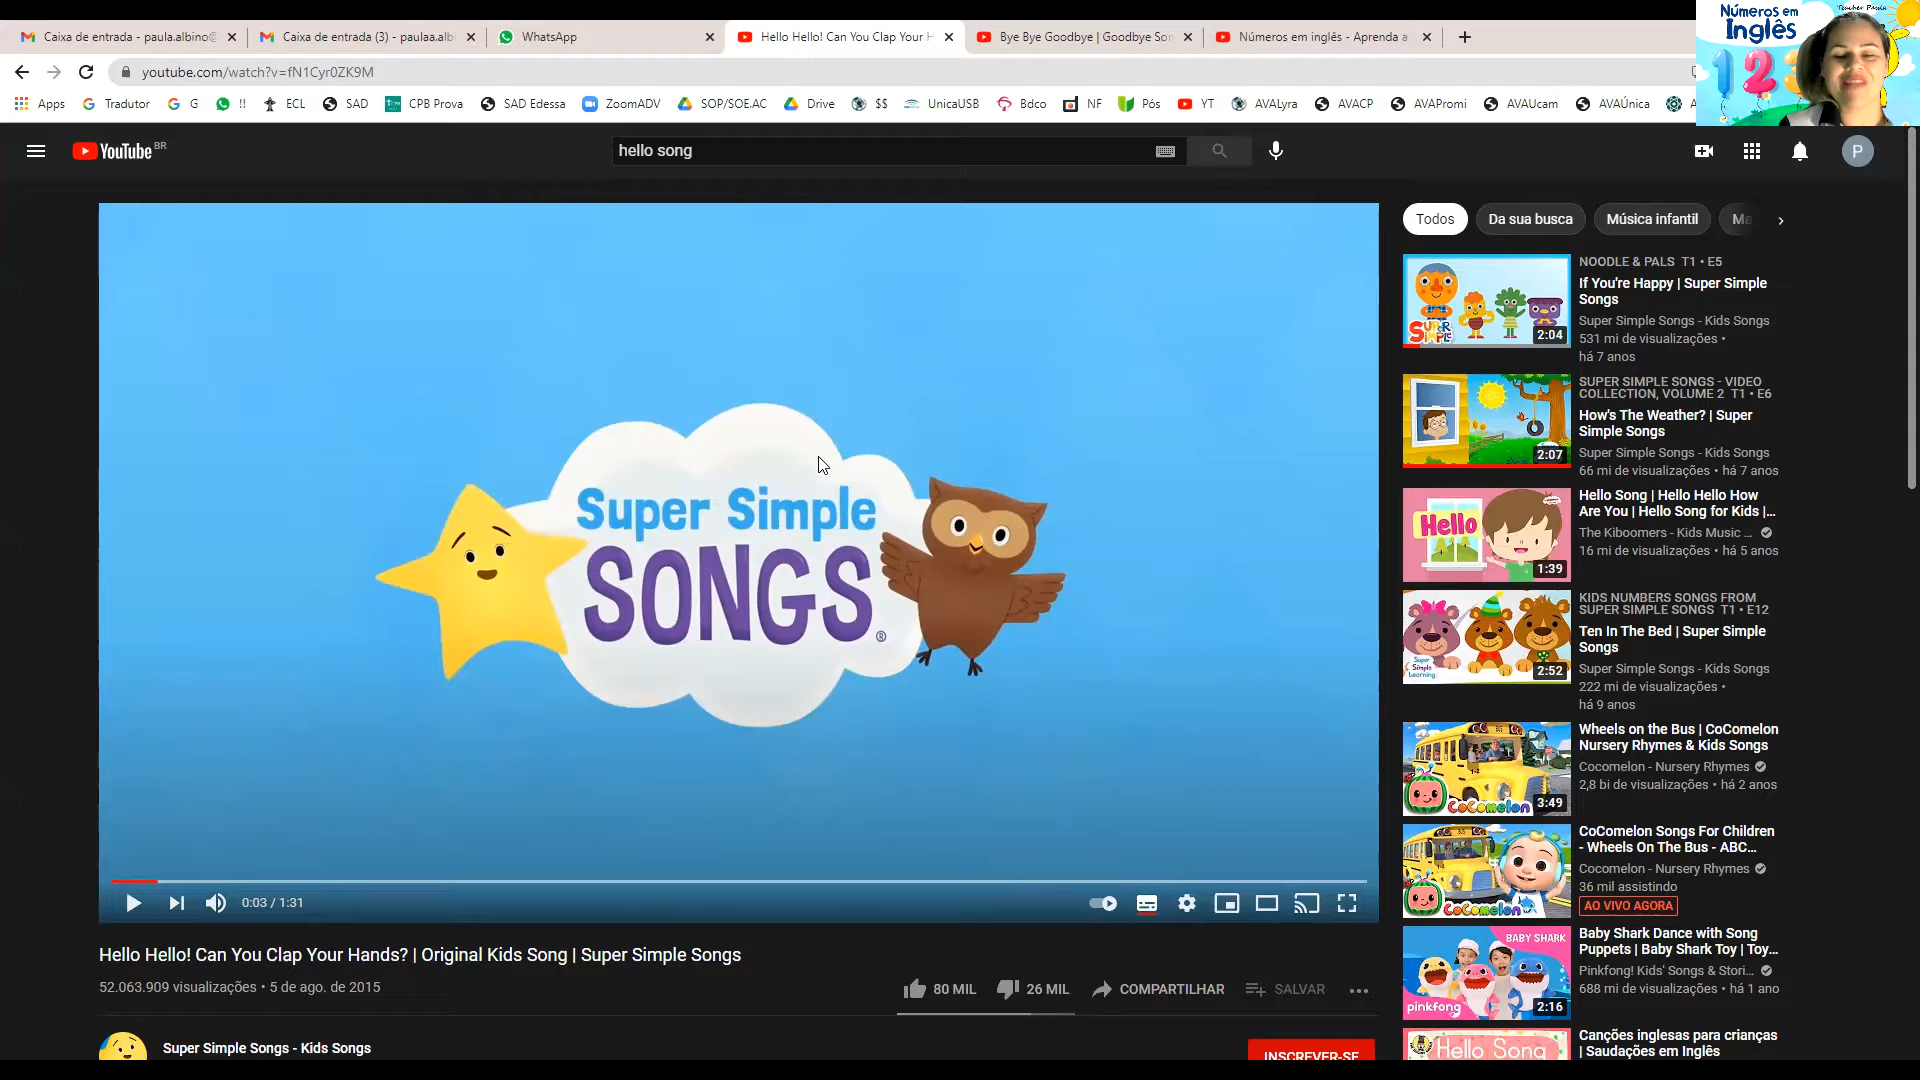 Caixa de entrada - paula.albino@
Caixa de entrada (3) - paulaa.alb
WhatsApp
Hello Hello! Can You Clap Your H
Bye Bye Goodbye | Goodbye Son
Números em inglês - Aprenda a
youtube.com/watch?v=fN1Cyr0ZK9M
Apps
Tradutor
G
!!
ECL
SAD
CPB Prova
SAD Edessa
ZoomADV
SOP/SOE.AC
Drive
$$
UnicaUSB
Bdco
NF
Pós
YT
AVALyra
AVACP
AVAPromi
AVAUcam
AVAÚnica
A
Números em
Inglês
Teacher Paula
1 2
YouTube BR
hello song
P
Super Simple
SONGS®
0:03 / 1:31
Hello Hello! Can You Clap Your Hands? | Original Kids Song | Super Simple Songs
52.063.909 visualizações • 5 de ago. de 2015
80 MIL
26 MIL
COMPARTILHAR
SALVAR
Super Simple Songs - Kids Songs
INSCREVER-SE
Todos
Da sua busca
Música infantil
Ma
SUPER
SIMPLE
2:04
NOODLE & PALS T1 • E5
If You're Happy | Super Simple
Songs
Super Simple Songs - Kids Songs
531 mi de visualizações •
há 7 anos
2:07
SUPER SIMPLE SONGS - VIDEO
COLLECTION, VOLUME 2 T1 • E6
How's The Weather? | Super
Simple Songs
Super Simple Songs - Kids Songs
66 mi de visualizações • há 7 anos
Hello
1:39
Hello Song | Hello Hello How
Are You | Hello Song for Kids |...
The Kiboomers - Kids Music ...
16 mi de visualizações • há 5 anos
Super
Simple
Learning
2:52
KIDS NUMBERS SONGS FROM
SUPER SIMPLE SONGS T1 • E12
Ten In The Bed | Super Simple
Songs
Super Simple Songs - Kids Songs
222 mi de visualizações •
há 9 anos
CoComelon
3:49
Wheels on the Bus | CoComelon
Nursery Rhymes & Kids Songs
Cocomelon - Nursery Rhymes
2,8 bi de visualizações • há 2 anos
CoComelon
CoComelon Songs For Children
- Wheels On The Bus - ABC...
Cocomelon - Nursery Rhymes
36 mil assistindo
AO VIVO AGORA
BABY SHARK
pinkfong
2:16
Baby Shark Dance with Song
Puppets | Baby Shark Toy | Toy...
Pinkfong! Kids' Songs & Stori...
688 mi de visualizações • há 1 ano
Hello Song
Canções inglesas para crianças
| Saudações em Inglês